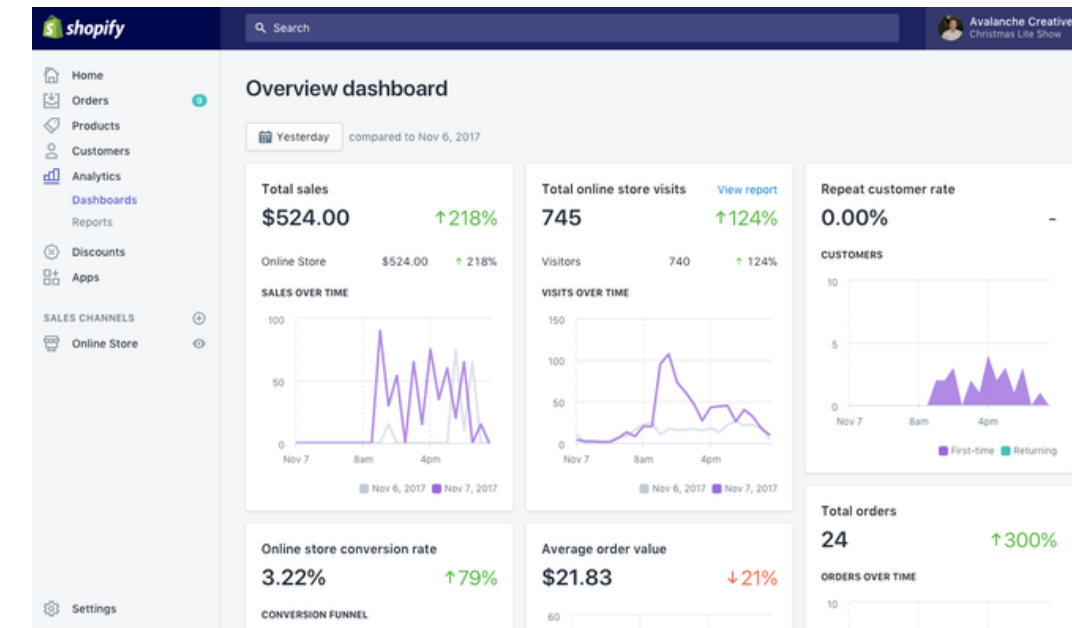 shopify
Search
Avalanche Creative
Christmas Lite Show
Home
Orders 9
Products
Customers
Analytics
Dashboards
Reports
Discounts
Apps
SALES CHANNELS
Online Store
Settings
Overview dashboard
Yesterday compared to Nov 6, 2017
Total sales
$524.00 ↑218%
Online Store $524.00 ↑ 218%
SALES OVER TIME
100
50
0
Nov 7 8am 4pm
Nov 6, 2017 Nov 7, 2017
Total online store visits View report
745 ↑124%
Visitors 740 ↑ 124%
VISITS OVER TIME
150
100
50
0
Nov 7 8am 4pm
Nov 6, 2017 Nov 7, 2017
Repeat customer rate
0.00% -
CUSTOMERS
10
5
0
Nov 7 8am 4pm
First-time Returning
Online store conversion rate
3.22% ↑79%
CONVERSION FUNNEL
Average order value
$21.83 ↓21%
60
Total orders
24 ↑300%
ORDERS OVER TIME
10